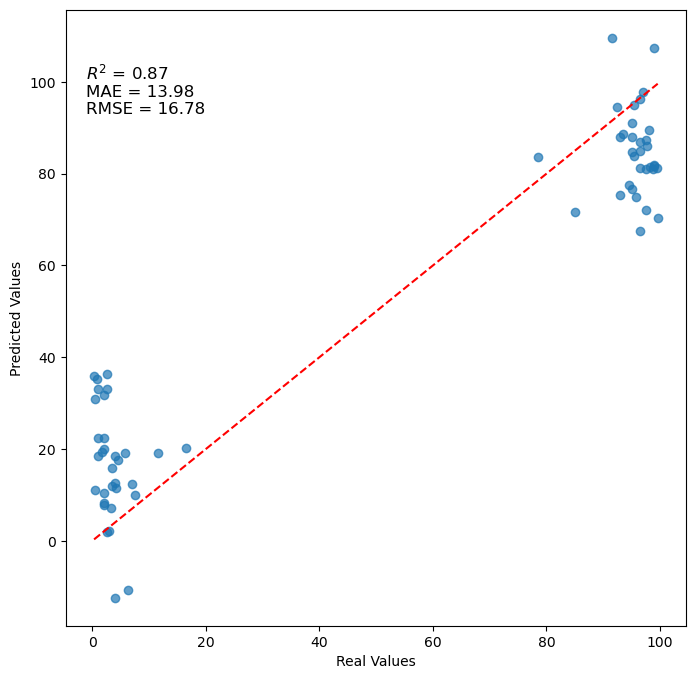 R² = 0.87
MAE = 13.98
RMSE = 16.78
100
80
60
40
20
0
Predicted Values
0 20 40 60 80 100
Real Values